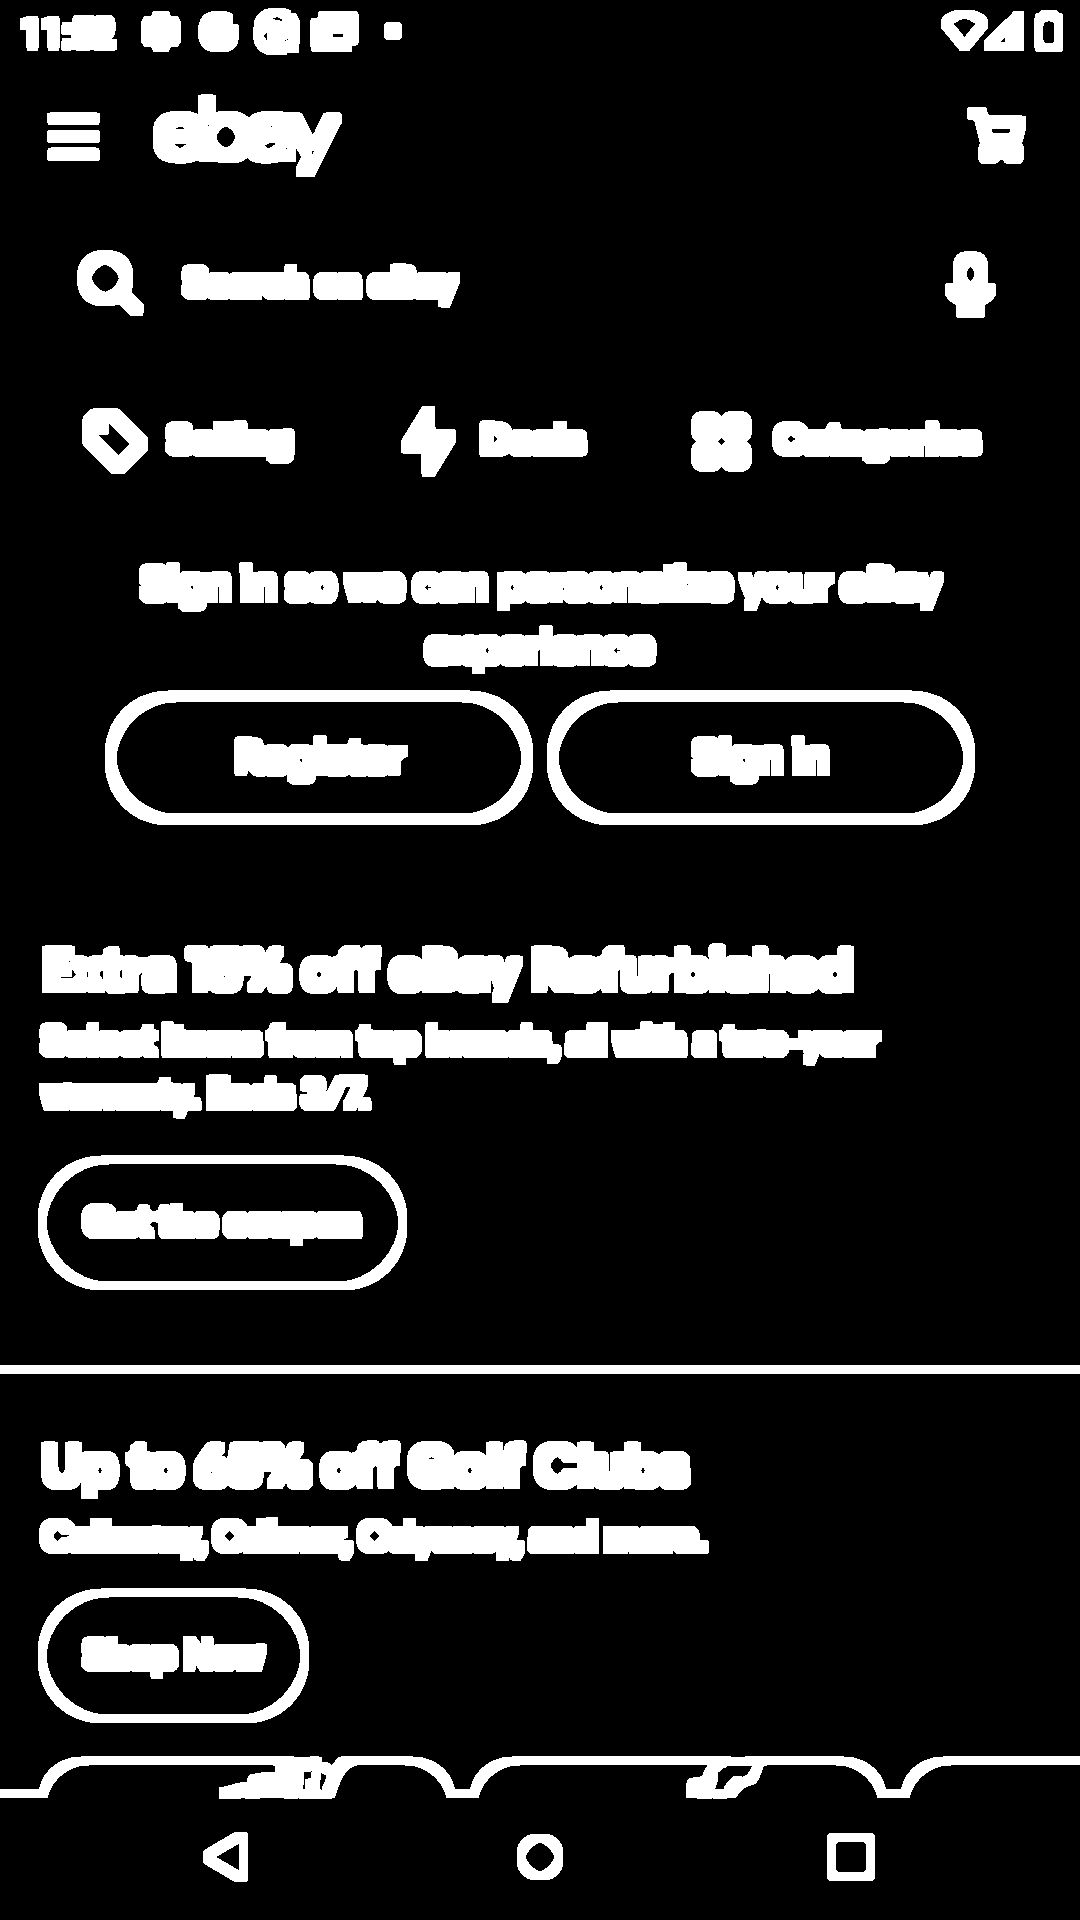 11:52
ebay
Search on eBay
Selling Deals Categories
Sign in so we can personalize your eBay
experience
Register Sign in
Extra 15% off eBay Refurbished
Select items from top brands, all with a two-year
warranty. Ends 3/7.
Get the coupon
Up to 65% off Golf Clubs
Callaway, Cutlass, Odyssey, and more.
Shop Now